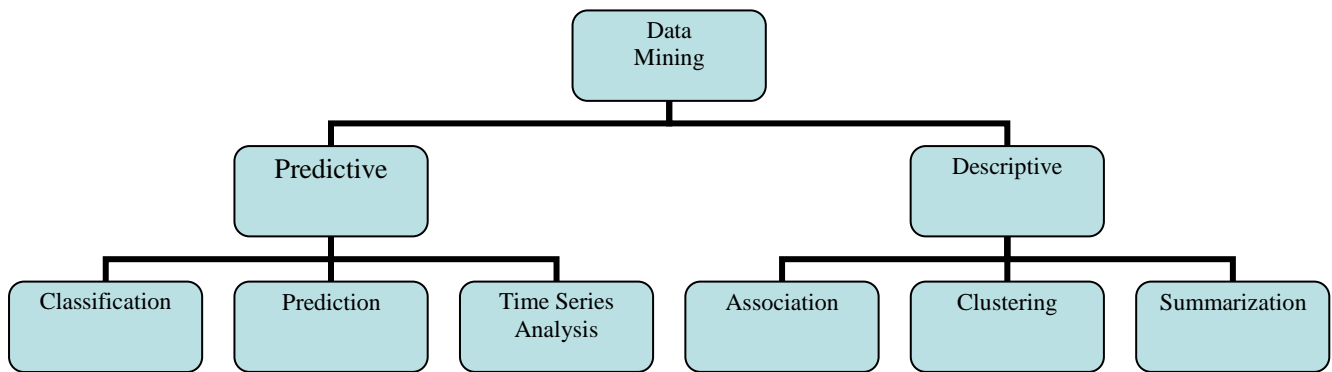 Data
Mining
Predictive
Descriptive
Classification
Prediction
Time Series
Analysis
Association
Clustering
Summarization